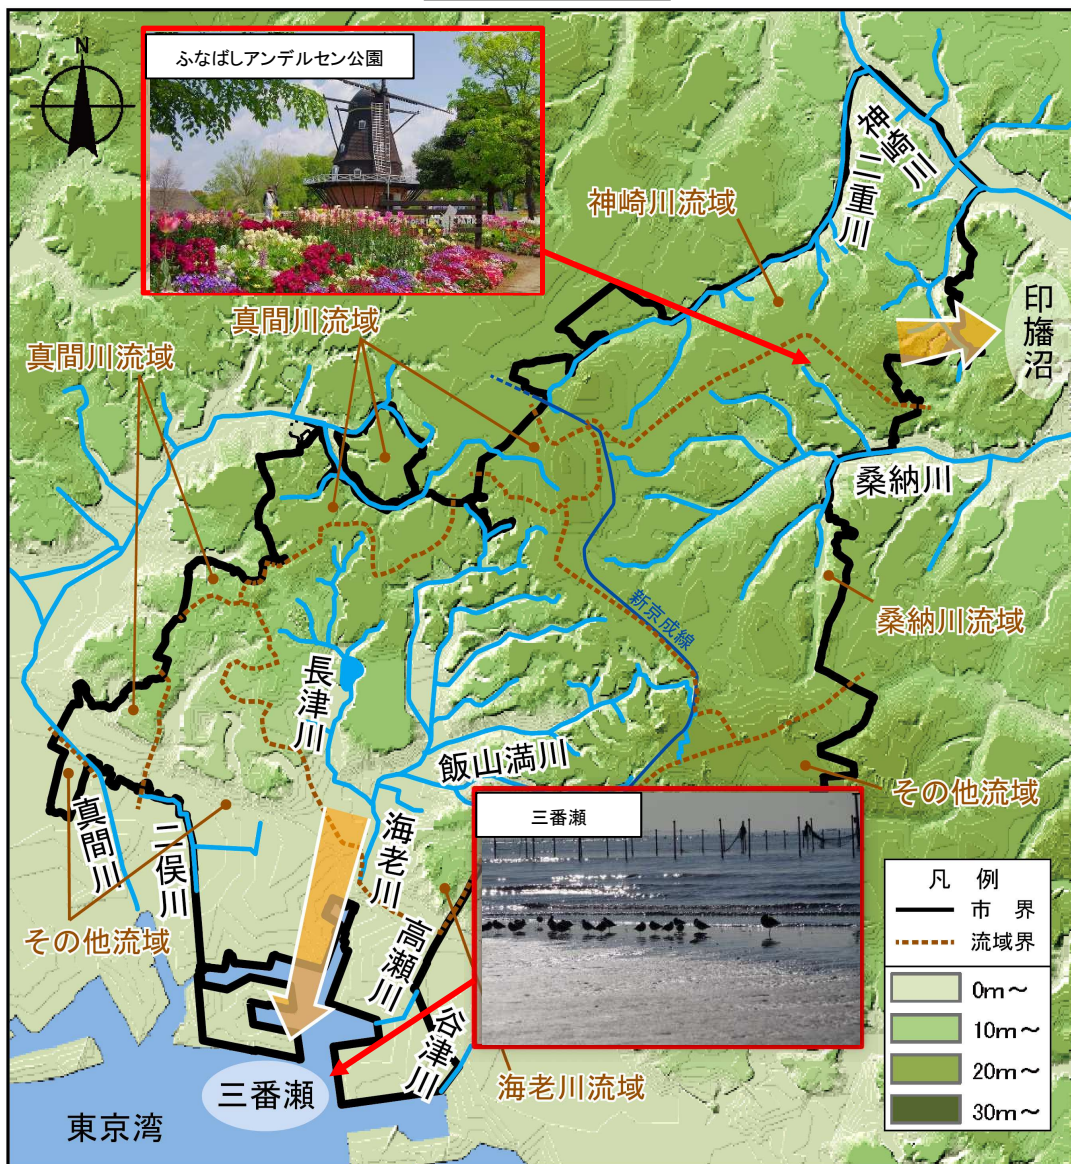 N
ふなばしアンデルセン公園
神崎川
二重川
神崎川流域
印旛沼
真間川流域
真間川流域
桑納川
新京成線
桑納川流域
長津川
飯山満川
その他流域
三番瀬
真間川
二俣川
海老川
凡 例
市 界
流域界
0m～
10m～
20m～
30m～
その他流域
高瀬川
谷津川
海老川流域
三番瀬
東京湾